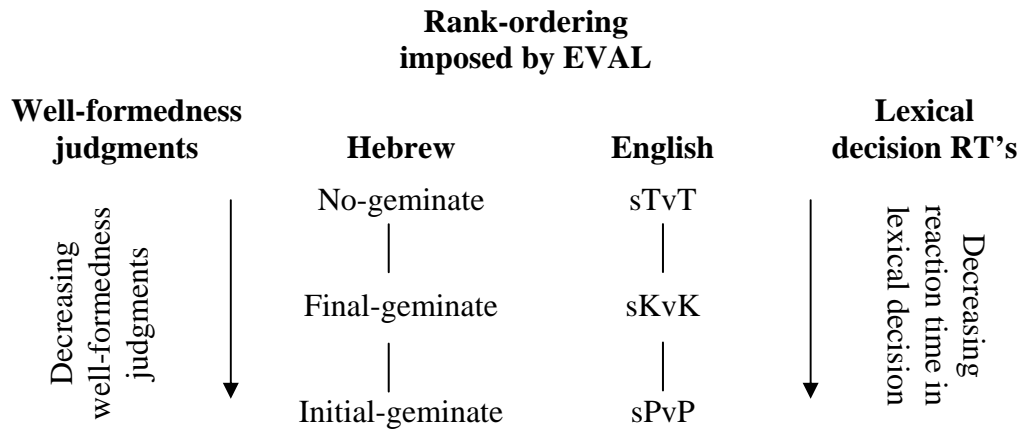 Rank-ordering
imposed by EVAL
Well-formedness
judgments
Hebrew
English
Lexical
decision RT's
No-geminate
sTvT
Final-geminate
sKvK
Initial-geminate
sPvP
Decreasing
well-formedness
judgments
Decreasing
reaction time in
lexical decision